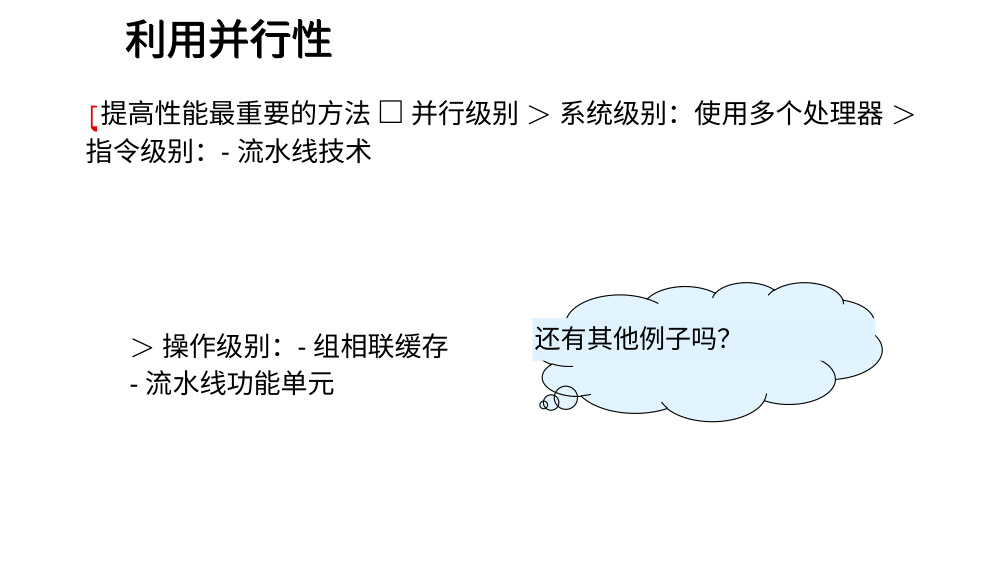 利用并行性
提高性能最重要的方法 □ 并行级别 ＞ 系统级别：使用多个处理器 ＞
指令级别：- 流水线技术
＞ 操作级别：- 组相联缓存
- 流水线功能单元
还有其他例子吗？